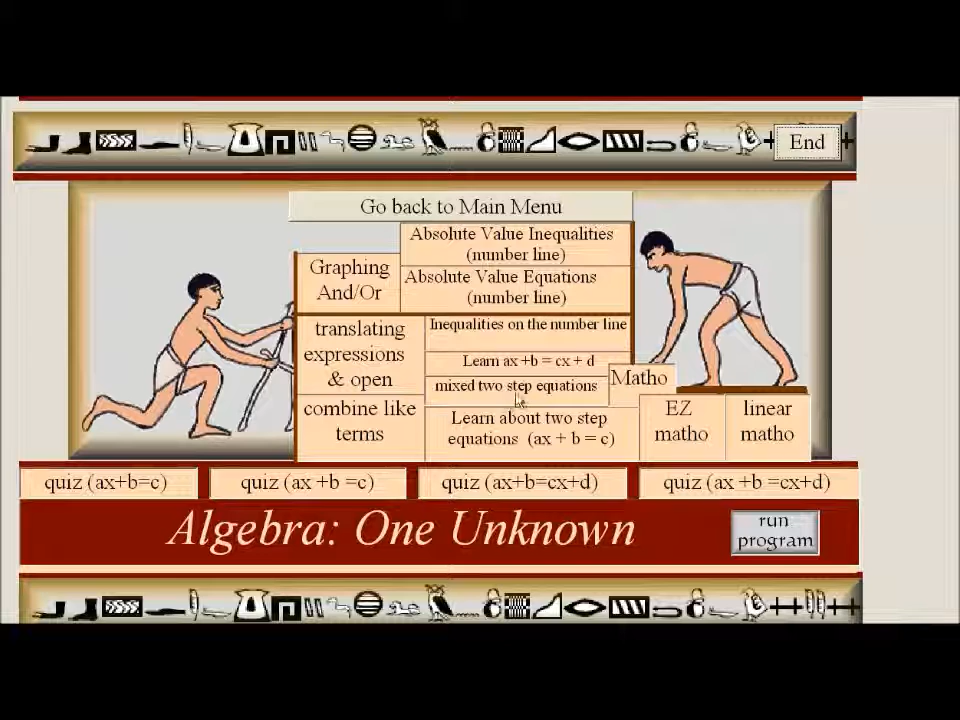 End
Go back to Main Menu
Absolute Value Inequalities
(number line)
Graphing
And/Or
Absolute Value Equations
(number line)
translating
expressions
& open
Inequalities on the number line
Learn ax +b = cx + d
mixed two step equations
Matho
combine like
terms
Learn about two step
equations (ax + b = c)
EZ
matho
linear
matho
quiz (ax+b=c)
quiz (ax +b =c)
quiz (ax+b=cx+d)
quiz (ax +b =cx+d)
Algebra: One Unknown
run
program